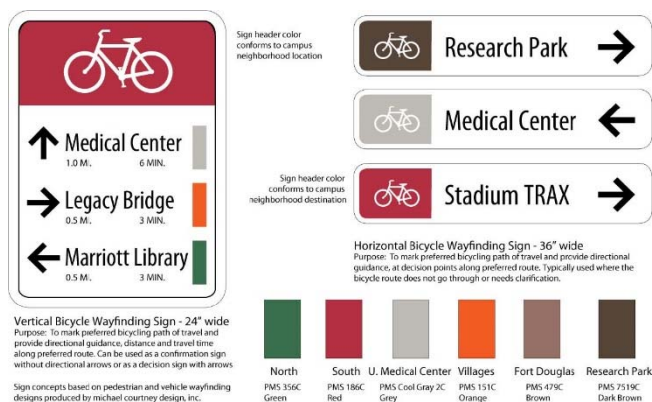 Sign header color
conforms to campus
neighborhood location
Medical Center
1.0 Mi. 6 MIN.
Legacy Bridge
0.5 Mi. 3 MIN.
Marriott Library
0.5 Mi. 3 MIN.
Research Park
Medical Center
Sign header color
conforms to campus
neighborhood destination
Stadium TRAX
Horizontal Bicycle Wayfinding Sign - 36" wide
Purpose: To mark preferred bicycling path of travel and provide directional
guidance, at decision points along preferred route. Typically used where the
bicycle route does not go through or needs clarification.
Vertical Bicycle Wayfinding Sign - 24" wide
Purpose: To mark preferred bicycling path of travel and
provide directional guidance, distance and travel time
along preferred route. Can be used as a confirmation sign
without directional arrows or as a decision sign with arrows
Sign concepts based on pedestrian and vehicle wayfinding
designs produced by michael courtney design, inc.
North South U. Medical Center Villages Fort Douglas Research Park
PMS 356C PMS 186C PMS Cool Gray 2C PMS 151C PMS 479C PMS 7519C
Green Red Grey Orange Brown Dark Brown